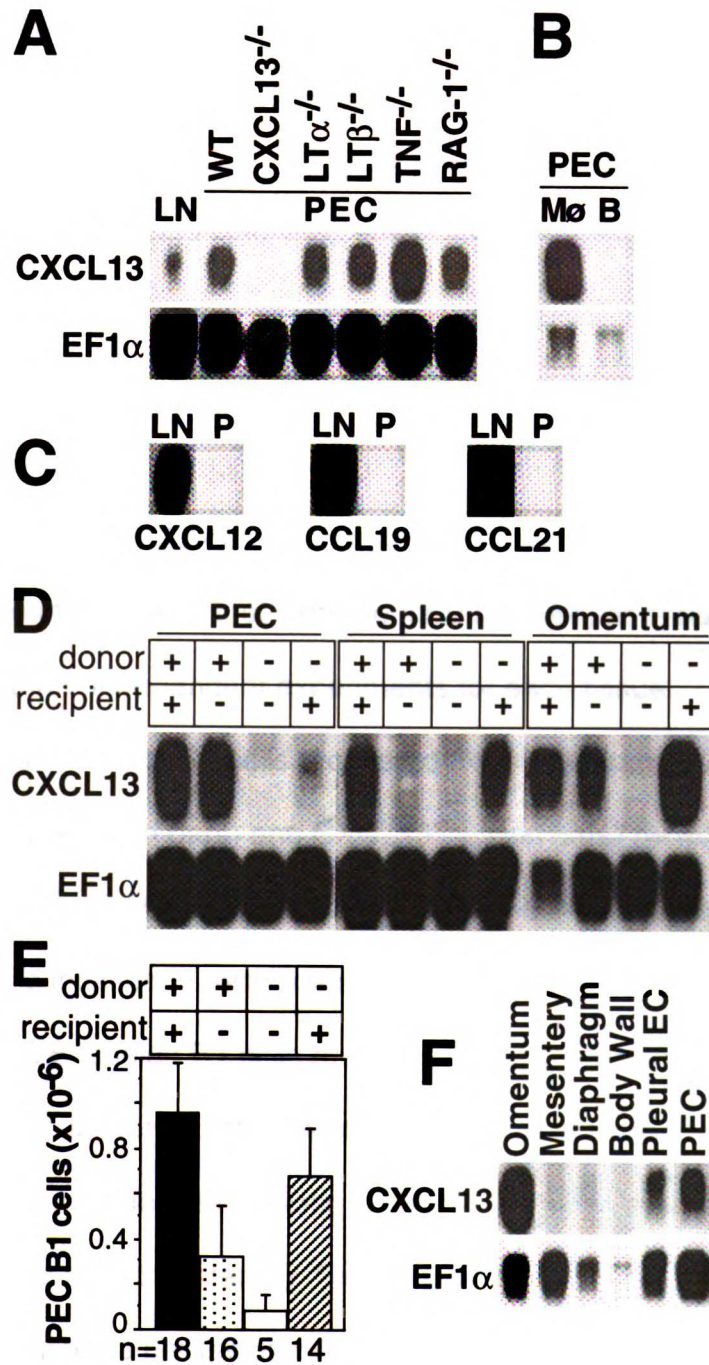 A
B
WT
CXCL13-/-
LTα-/-
LTβ-/-
TNF-/-
RAG-1-/-
LN
PEC
PEC
Mø B
CXCL13
EF1α
C
LN P
LN P
LN P
CXCL12
CCL19
CCL21
D
PEC
Spleen
Omentum
donor
+ + - - + + - - + + - -
recipient
+ - - + + - - + + - - +
CXCL13
EF1α
E
donor
+ + - -
recipient
+ - - +
PEC B1 cells (x10-6)
1.2
0.8
0.4
0
n=18 16 5 14
F
Omentum
Mesentery
Diaphragm
Body Wall
Pleural EC
PEC
CXCL13
EF1α